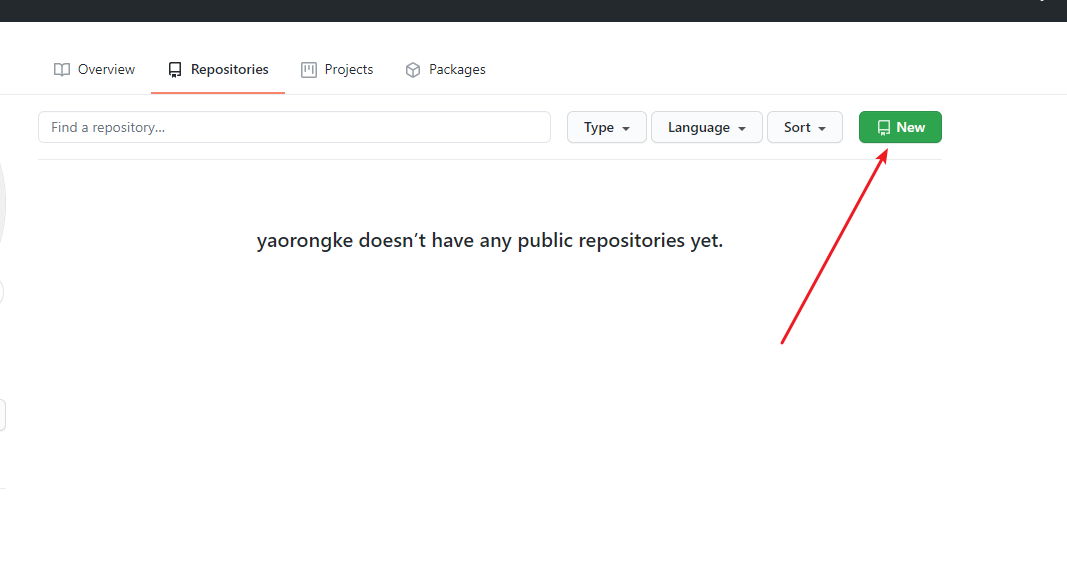 Overview Repositories Projects Packages
Find a repository... Type Language Sort New
yaorongke doesn’t have any public repositories yet.